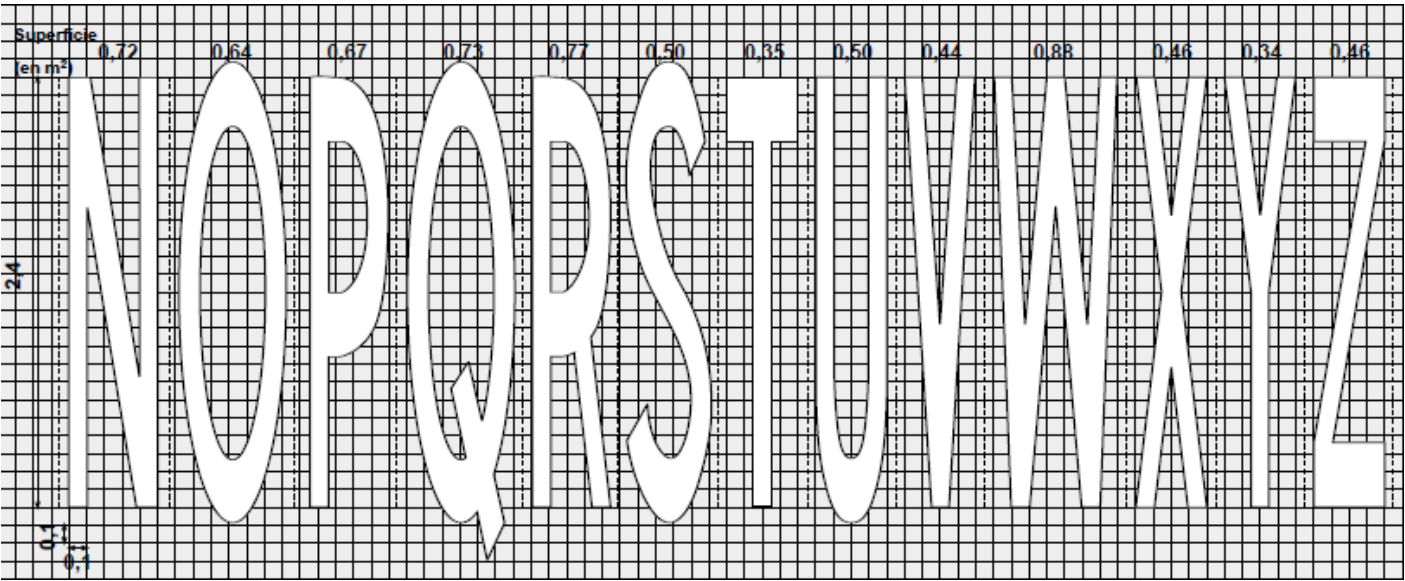 Superficie
(en m²)
0,72 0,64 0,67 0,73 0,77 0,50 0,35 0,50 0,44 0,88 0,46 0,34 0,46
N O P Q R S T U V W X Y Z
2,4
0,1
0,1